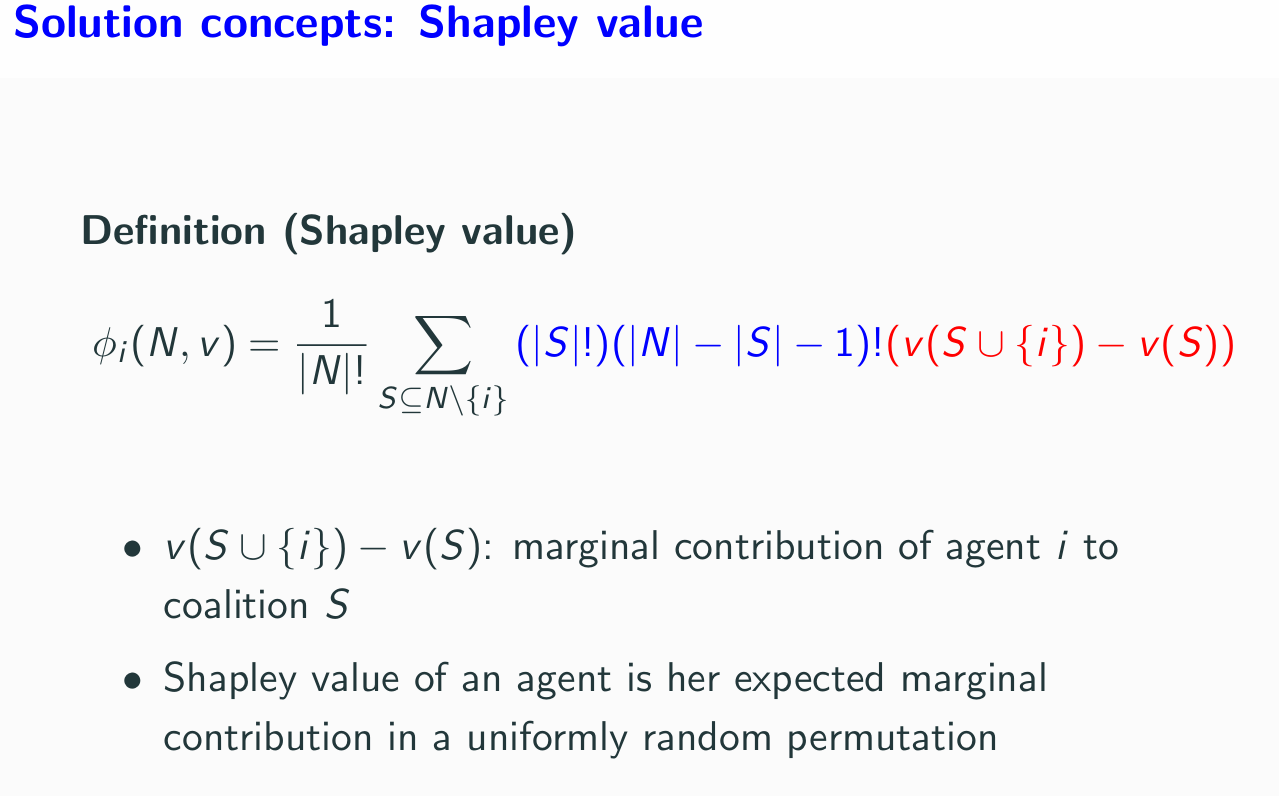 Solution concepts: Shapley value
Definition (Shapley value)
ϕᵢ(N, v) = 1/|N|! ∑_{S⊆N\{i}} (|S|!)(|N| − |S| − 1)!(v(S ∪ {i}) − v(S))
• v(S ∪ {i}) − v(S): marginal contribution of agent i to
coalition S
• Shapley value of an agent is her expected marginal
contribution in a uniformly random permutation